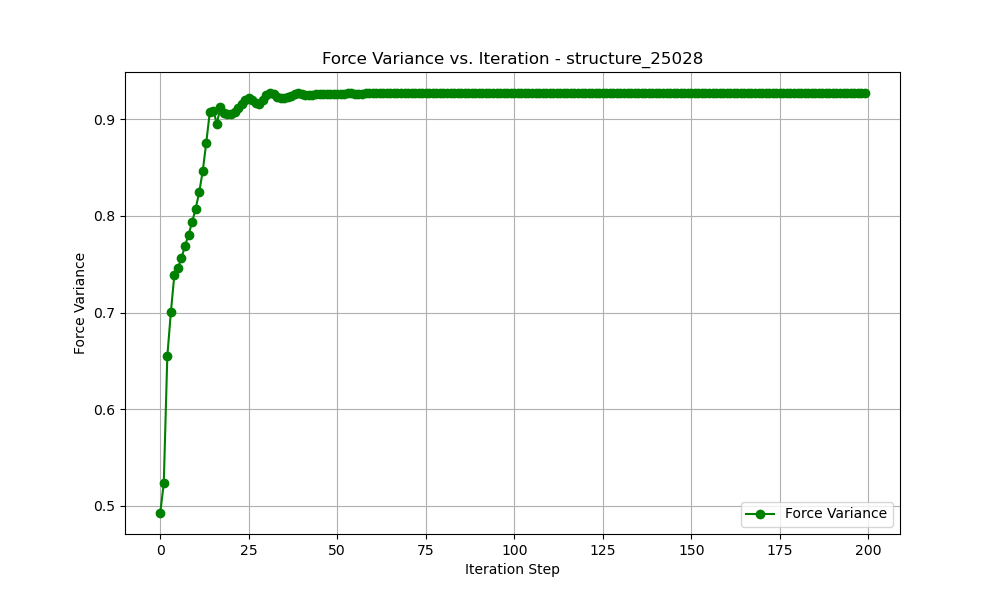 Force Variance vs. Iteration - structure_25028
Force Variance
0.9
0.8
0.7
0.6
0.5
Force Variance
0 25 50 75 100 125 150 175 200
Iteration Step